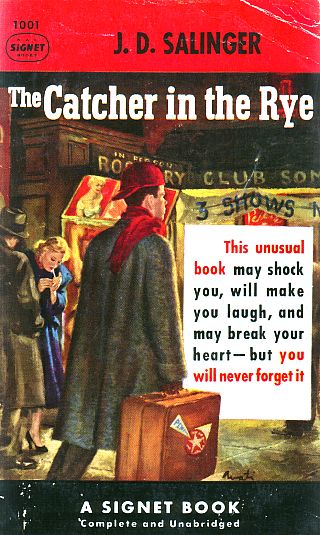 1001
SIGNET
BOOKS
J. D. SALINGER
The Catcher in the Rye
IN PERSON
RY CLUB
3 SHOWS N
This unusual
book may shock
you, will make
you laugh, and
may break your
heart—but you
will never forget it
A SIGNET BOOK
Complete and Unabridged